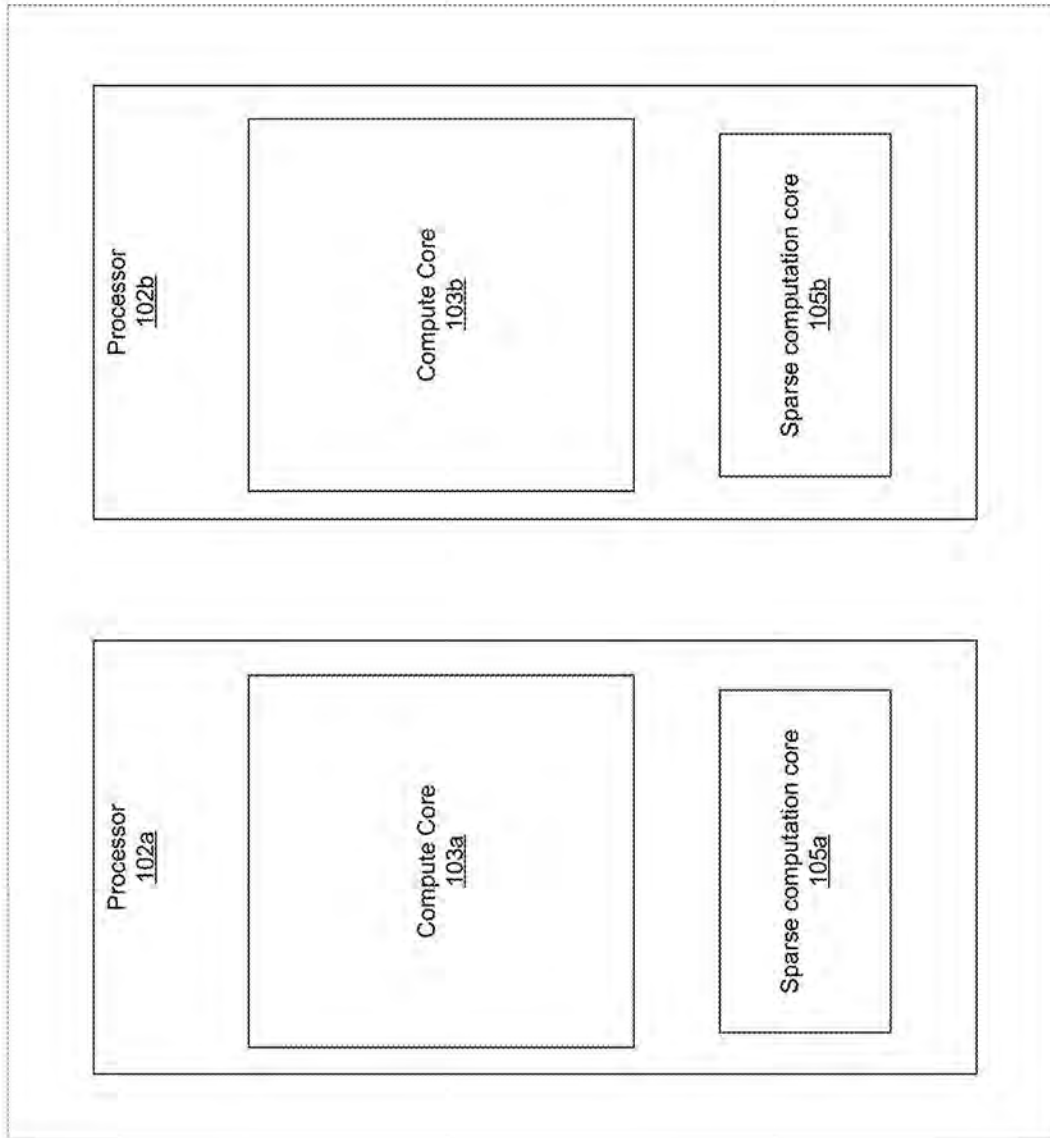 Processor
102a
Compute Core
103a
Sparse computation core
105a
Processor
102b
Compute Core
103b
Sparse computation core
105b